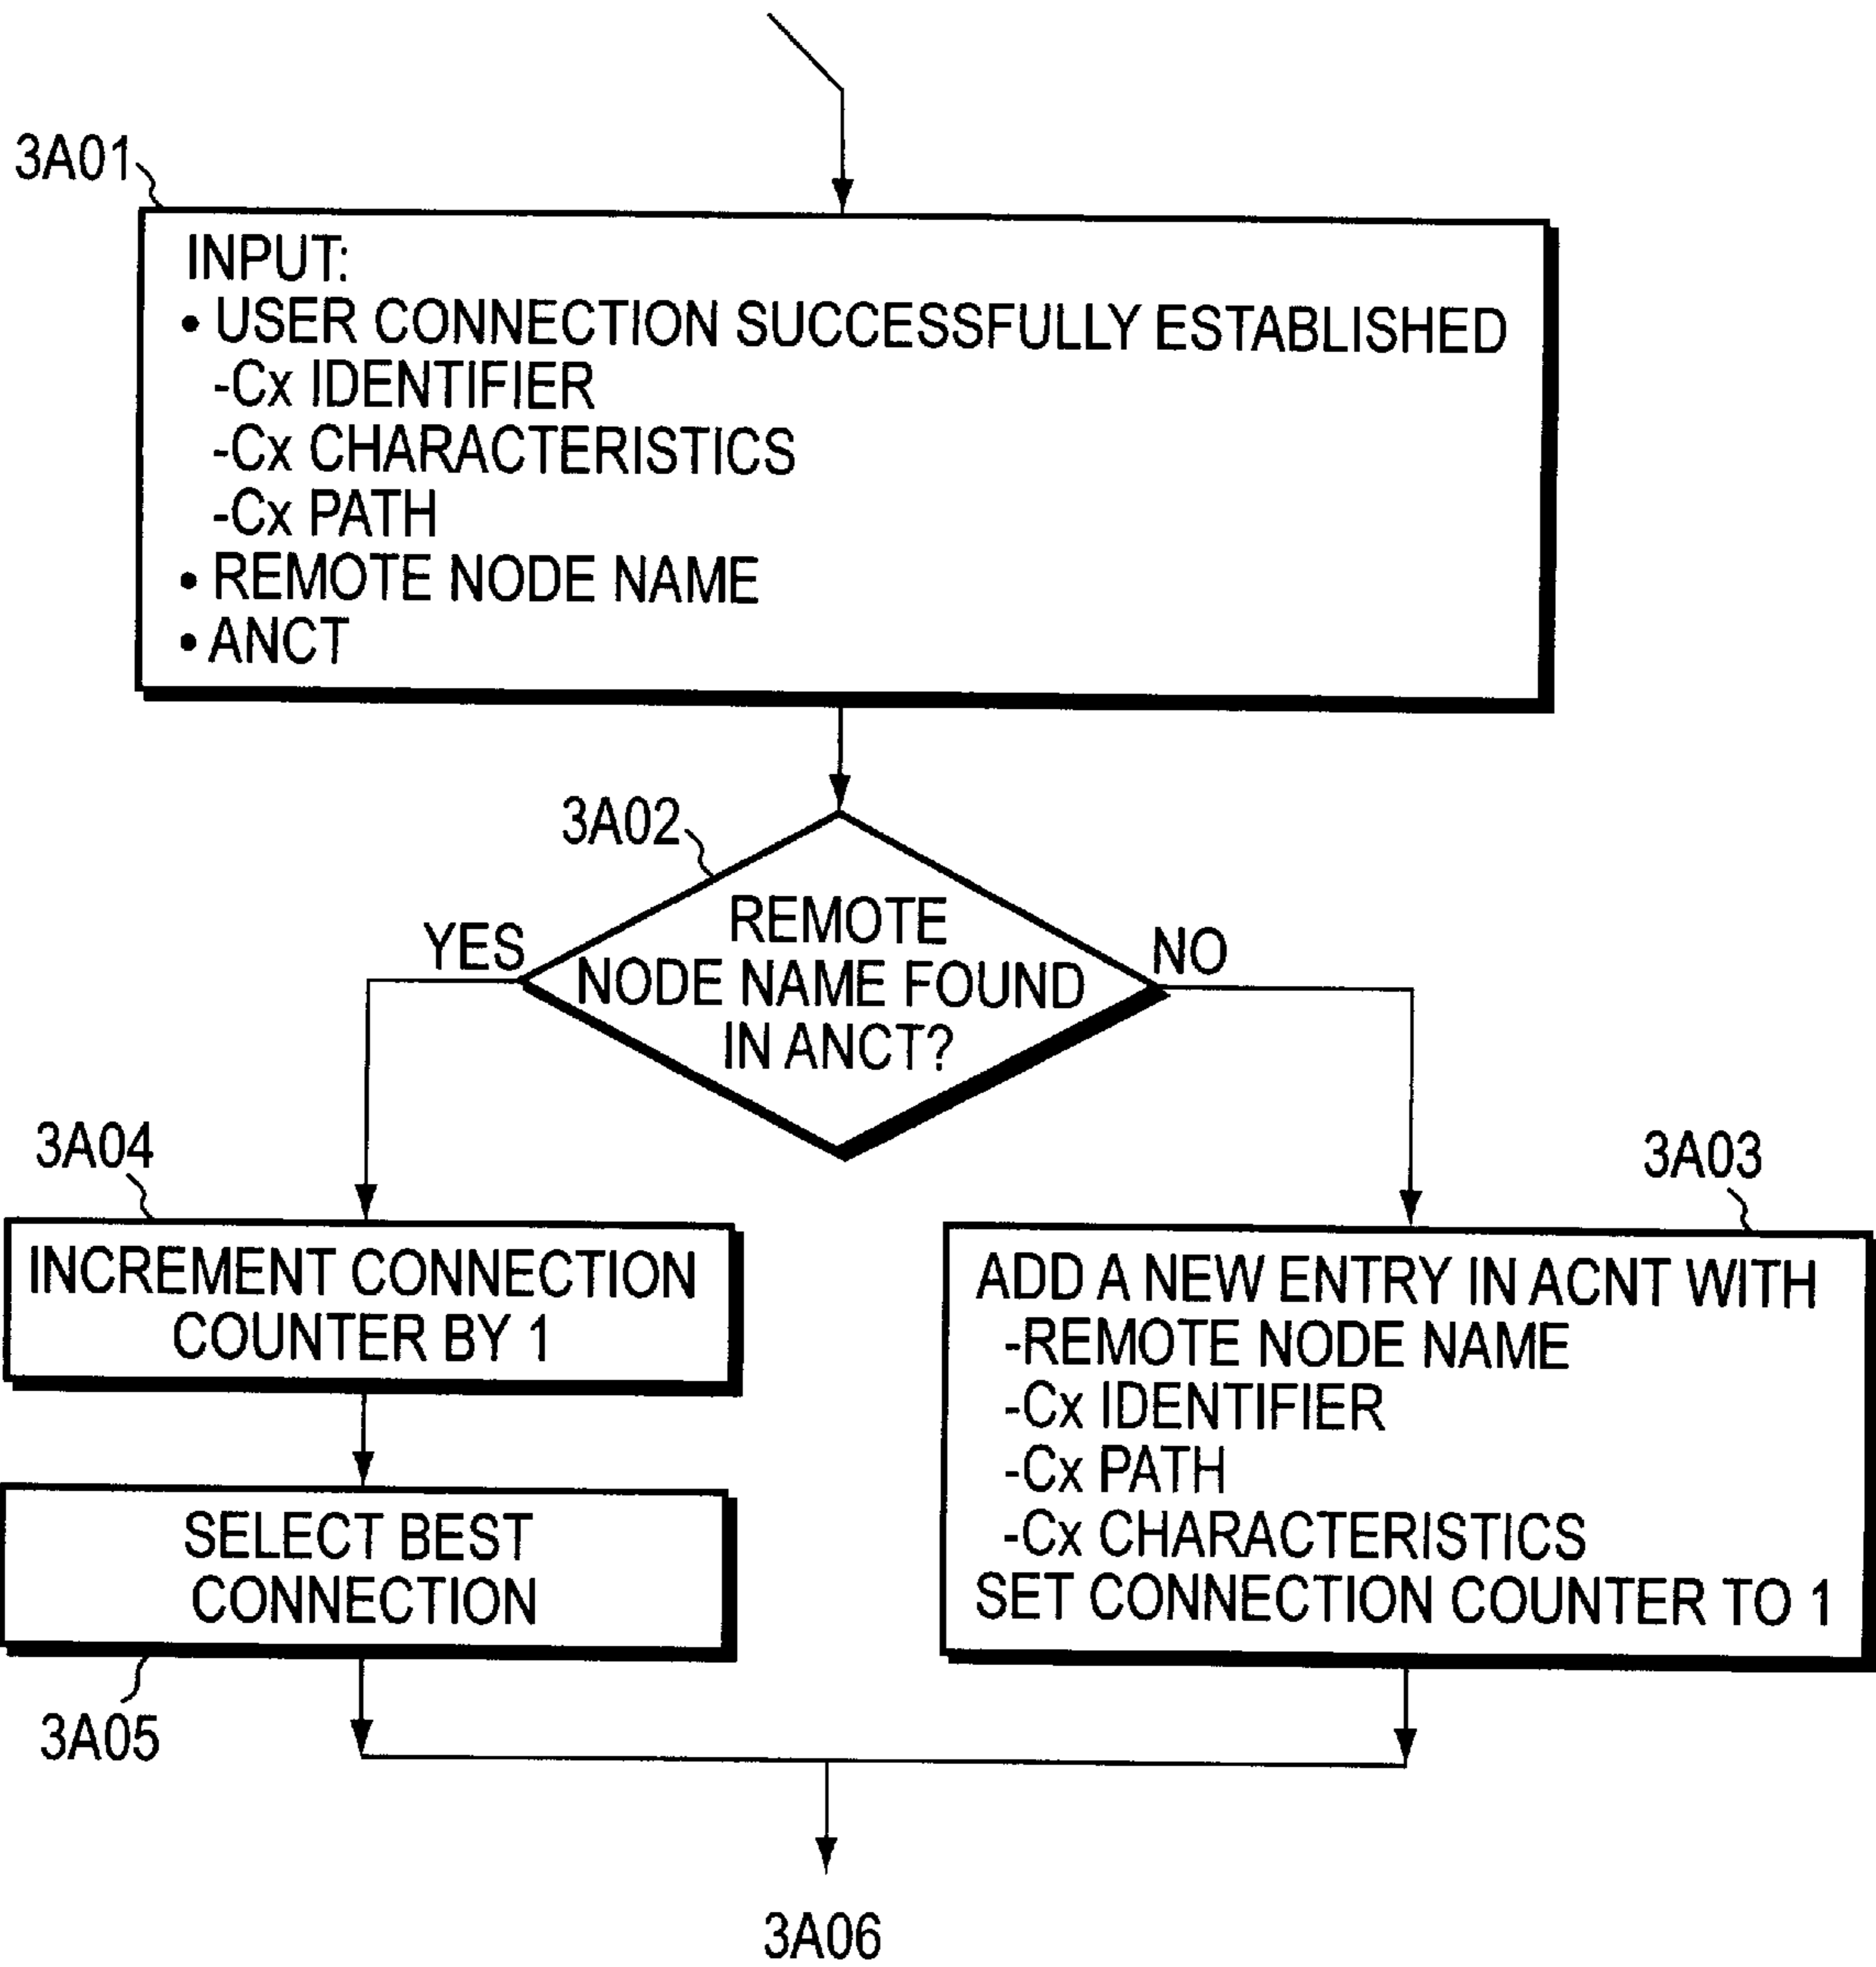 3A01
INPUT:
• USER CONNECTION SUCCESSFULLY ESTABLISHED
-Cx IDENTIFIER
-Cx CHARACTERISTICS
-Cx PATH
• REMOTE NODE NAME
• ANCT
3A02
REMOTE
NODE NAME FOUND
IN ANCT?
YES
NO
3A04
INCREMENT CONNECTION
COUNTER BY 1
3A03
ADD A NEW ENTRY IN ACNT WITH
-REMOTE NODE NAME
-Cx IDENTIFIER
-Cx PATH
-Cx CHARACTERISTICS
SET CONNECTION COUNTER TO 1
SELECT BEST
CONNECTION
3A05
3A06